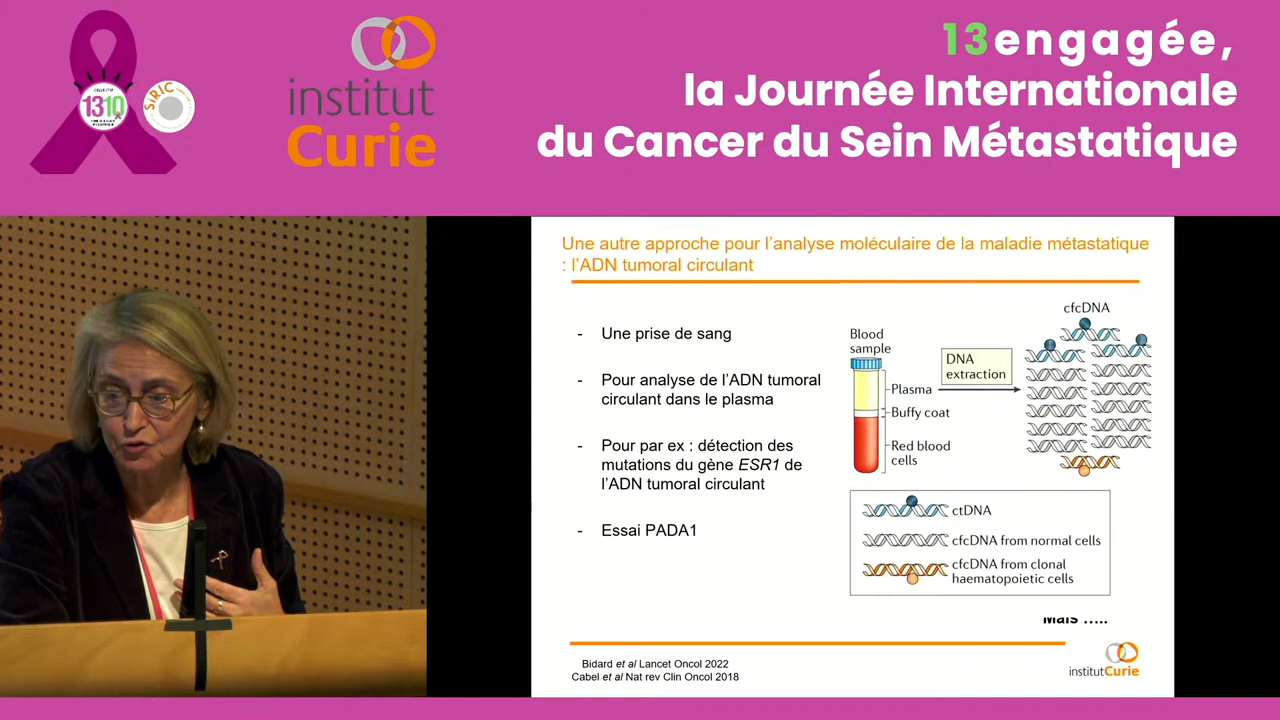 1310
SiRIC
institut
Curie
13engagée,
la Journée Internationale
du Cancer du Sein Métastatique
Une autre approche pour l'analyse moléculaire de la maladie métastatique
: l'ADN tumoral circulant
- Une prise de sang
- Pour analyse de l'ADN tumoral
circulant dans le plasma
- Pour par ex : détection des
mutations du gène ESR1 de
l'ADN tumoral circulant
- Essai PADA1
Blood
sample
Plasma
Buffy coat
Red blood
cells
DNA
extraction
cfcDNA
ctDNA
cfcDNA from normal cells
cfcDNA from clonal
haematopoietic cells
Mais …..
Bidard et al Lancet Oncol 2022
Cabel et al Nat rev Clin Oncol 2018
institutCurie